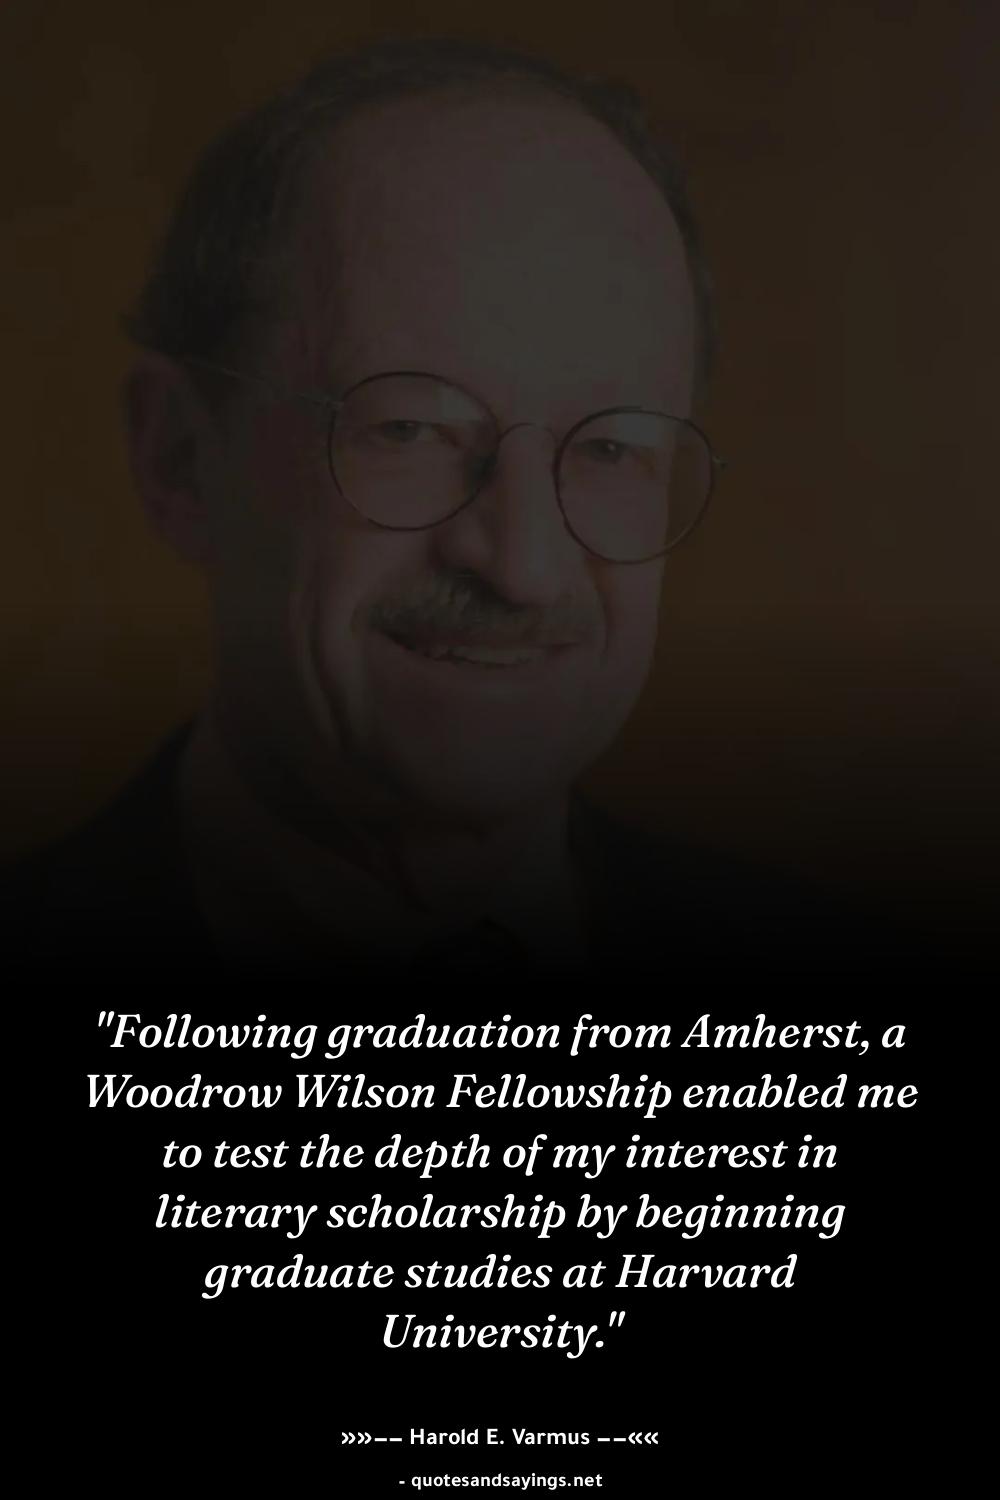 "Following graduation from Amherst, a
Woodrow Wilson Fellowship enabled me
to test the depth of my interest in
literary scholarship by beginning
graduate studies at Harvard
University."
»»−− Harold E. Varmus −−««
- quotesandsayings.net